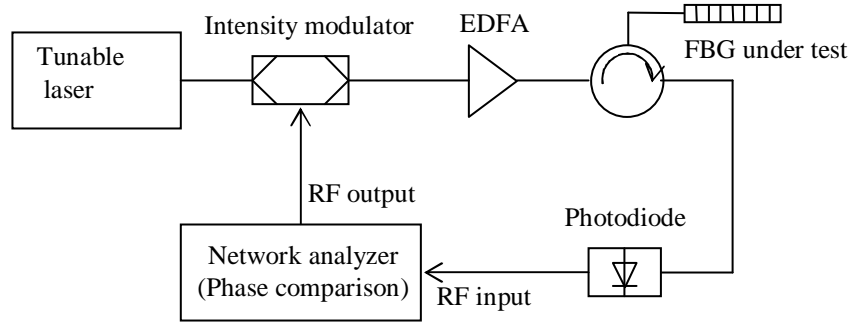 Intensity modulator
EDFA
Tunable
laser
FBG under test
RF output
Photodiode
Network analyzer
(Phase comparison)
RF input